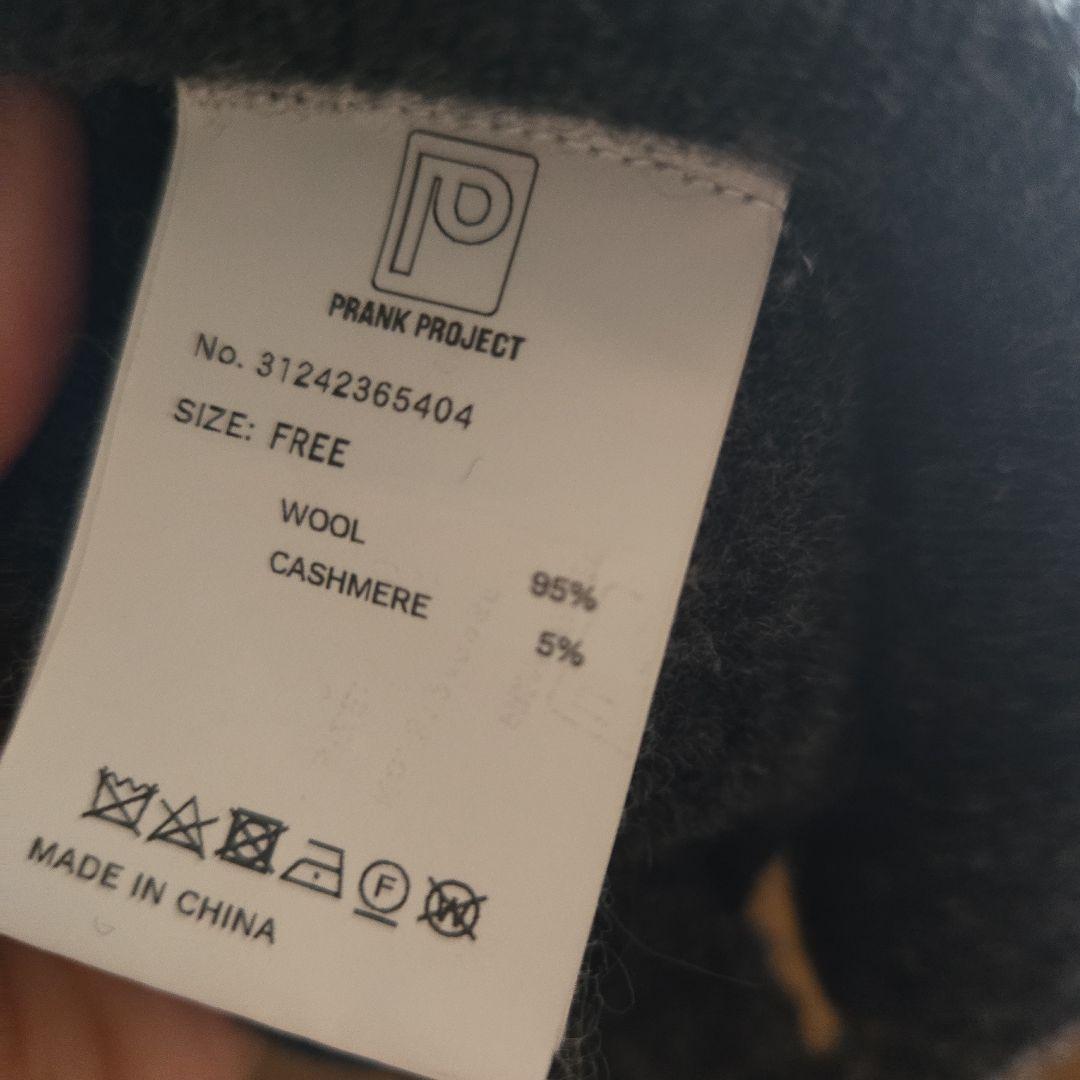 P
PRANK PROJECT
No. 31242365404
SIZE: FREE
WOOL 95%
CASHMERE 5%
F W
MADE IN CHINA